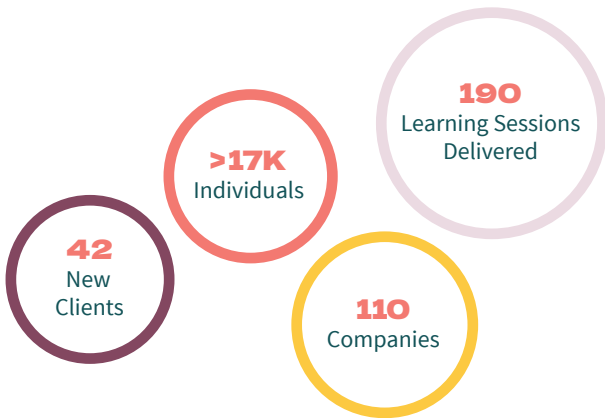 190
Learning Sessions
Delivered
>17K
Individuals
42
New
Clients
110
Companies